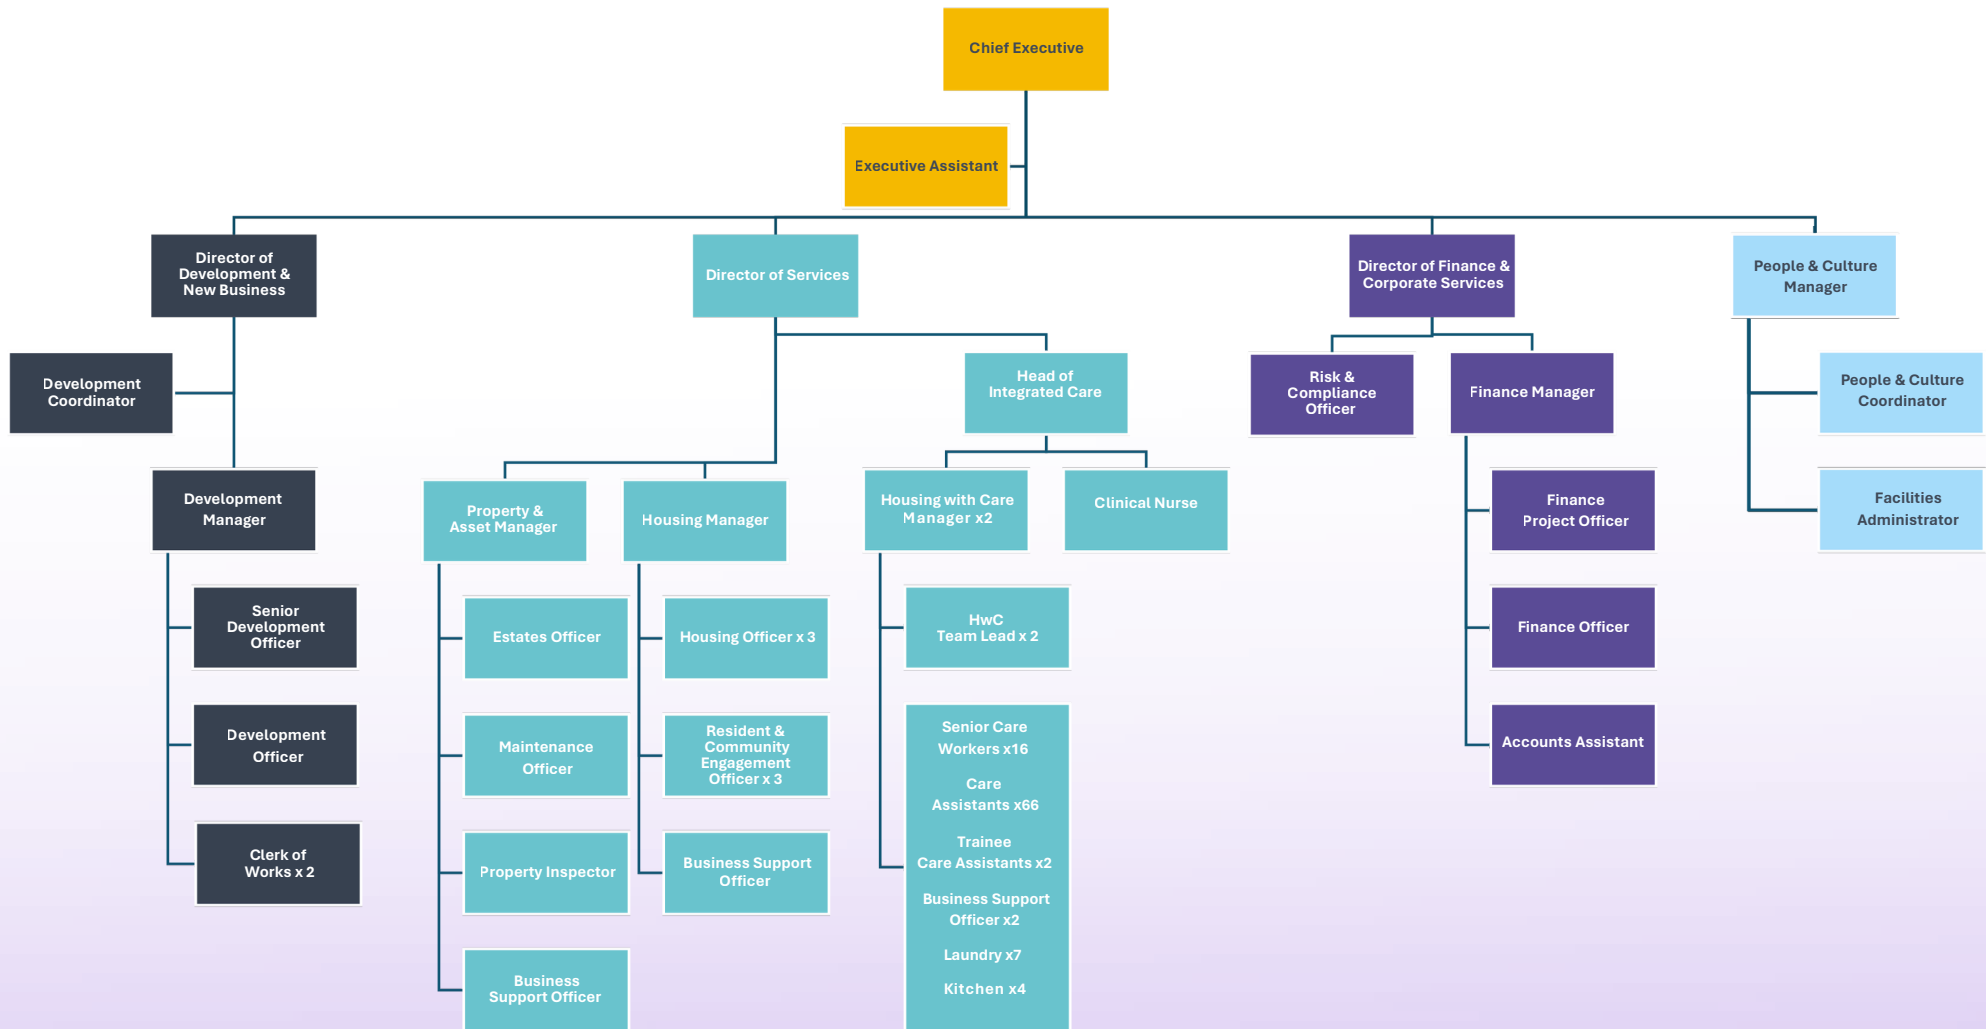 Chief Executive
Executive Assistant
Director of
Development &
New Business
Director of Services
Director of Finance &
Corporate Services
People & Culture
Manager
Development
Coordinator
Head of
Integrated Care
Risk &
Compliance
Officer
Finance Manager
People & Culture
Coordinator
Development
Manager
Property &
Asset Manager
Housing Manager
Housing with Care
Manager x2
Clinical Nurse
Finance
Project Officer
Facilities
Administrator
Senior
Development
Officer
Estates Officer
Housing Officer x 3
HwC
Team Lead x 2
Finance Officer
Development
Officer
Maintenance
Officer
Resident &
Community
Engagement
Officer x 3
Senior Care
Workers x16
Care
Assistants x66
Trainee
Care Assistants x2
Business Support
Officer x2
Laundry x7
Kitchen x4
Accounts Assistant
Clerk of
Works x 2
Property Inspector
Business Support
Officer
Business
Support Officer